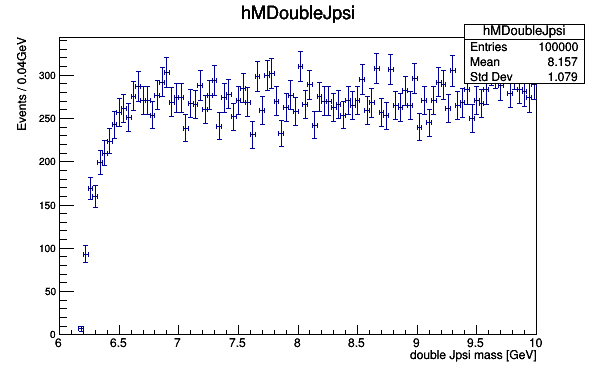 hMDoubleJpsi
hMDoubleJpsi
Entries 100000
Mean 8.157
Std Dev 1.079
Events / 0.04GeV
300
250
200
150
100
50
0
6 6.5 7 7.5 8 8.5 9 9.5 10
double Jpsi mass [GeV]